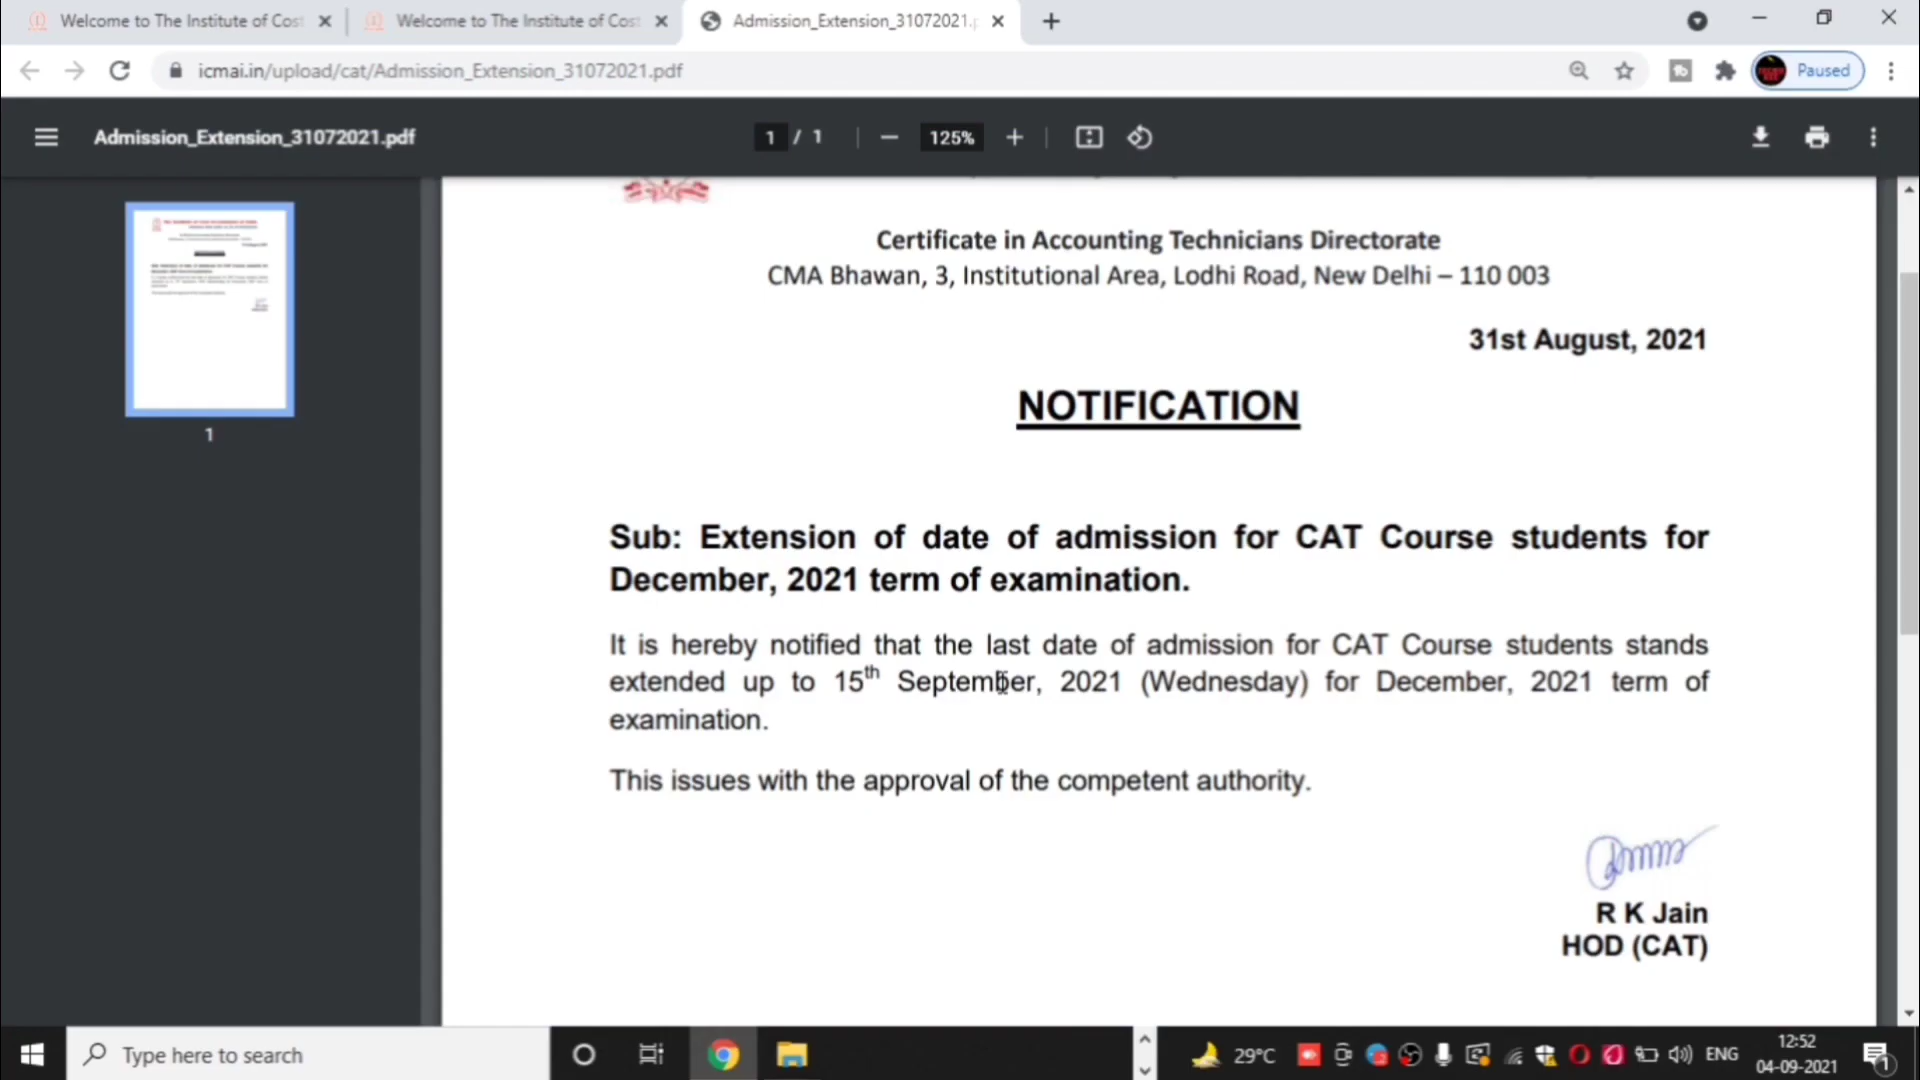 Welcome to The Institute of Cost
Welcome to The Institute of Cost
Admission_Extension_31072021.p
icmai.in/upload/cat/Admission_Extension_31072021.pdf
Paused
Admission_Extension_31072021.pdf
1 / 1
125%
1
Certificate in Accounting Technicians Directorate
CMA Bhawan, 3, Institutional Area, Lodhi Road, New Delhi – 110 003
31st August, 2021
NOTIFICATION
Sub: Extension of date of admission for CAT Course students for
December, 2021 term of examination.
It is hereby notified that the last date of admission for CAT Course students stands
extended up to 15th September, 2021 (Wednesday) for December, 2021 term of
examination.
This issues with the approval of the competent authority.
R K Jain
HOD (CAT)
Type here to search
29°C
ENG
12:52
04-09-2021
1